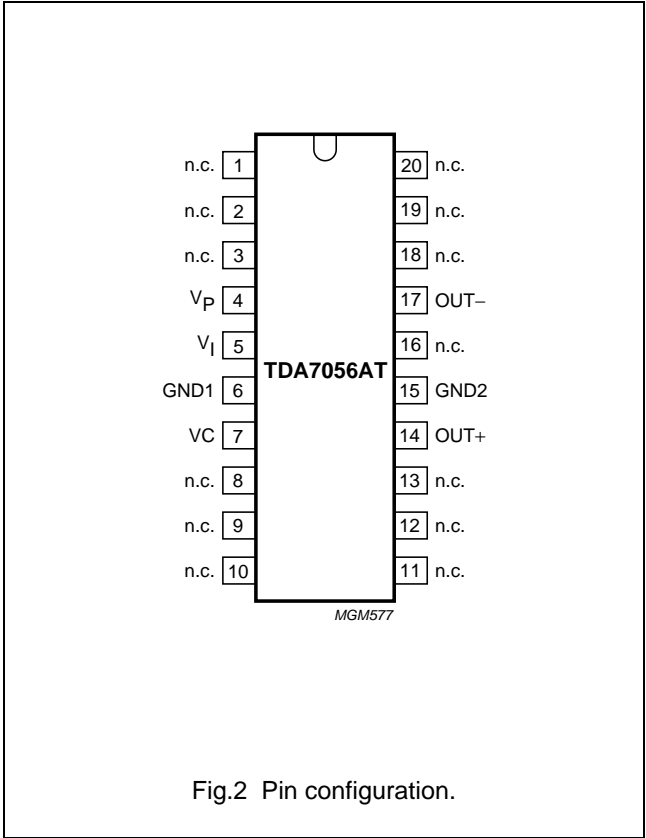 n.c. 1 20 n.c.
n.c. 2 19 n.c.
n.c. 3 18 n.c.
VP 4 17 OUT−
VI 5 16 n.c.
TDA7056AT
GND1 6 15 GND2
VC 7 14 OUT+
n.c. 8 13 n.c.
n.c. 9 12 n.c.
n.c. 10 11 n.c.
MGM577
Fig.2 Pin configuration.